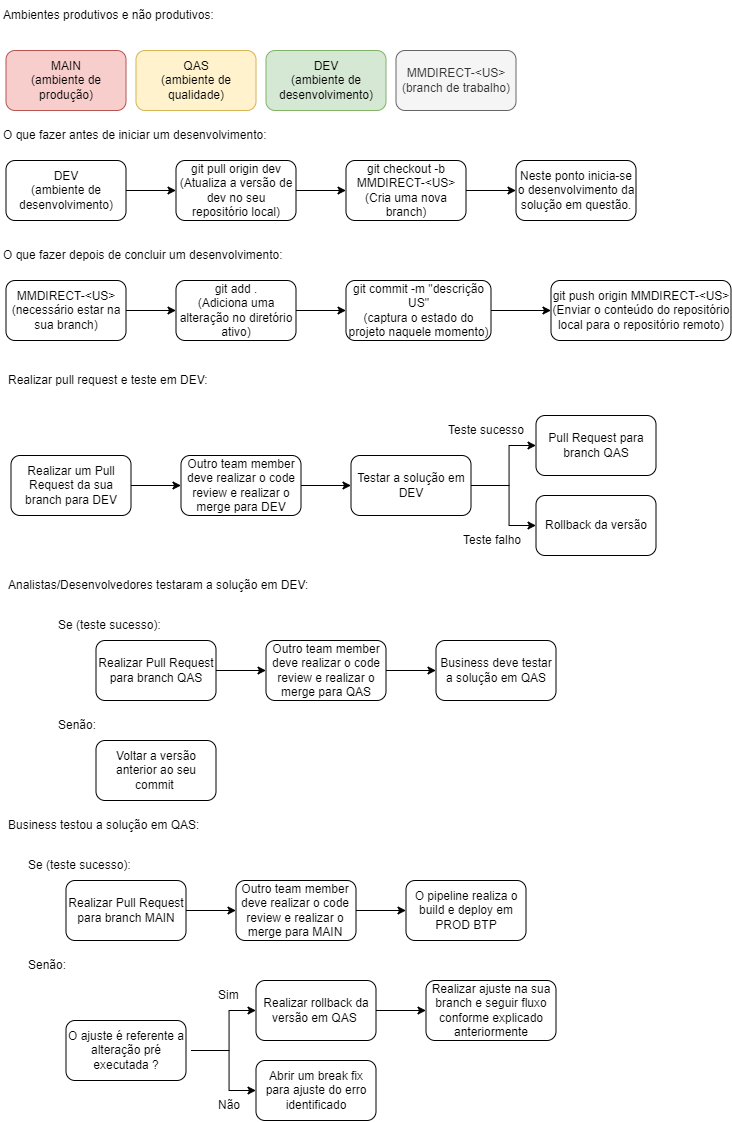 Ambientes produtivos e não produtivos:
MAIN
(ambiente de
produção)
QAS
(ambiente de
qualidade)
DEV
(ambiente de
desenvolvimento)
MMDIRECT-<US>
(branch de trabalho)
O que fazer antes de iniciar um desenvolvimento:
DEV
(ambiente de
desenvolvimento)
git pull origin dev
(Atualiza a versão de
dev no seu
repositório local)
git checkout -b
MMDIRECT-<US>
(Cria uma nova
branch)
Neste ponto inicia-se
o desenvolvimento da
solução em questão.
O que fazer depois de concluir um desenvolvimento:
MMDIRECT-<US>
(necessário estar na
sua branch)
git add .
(Adiciona uma
alteração no diretório
ativo)
git commit -m "descrição
US"
(captura o estado do
projeto naquele momento)
git push origin MMDIRECT-<US>
(Enviar o conteúdo do repositório
local para o repositório remoto)
Realizar pull request e teste em DEV:
Realizar um Pull
Request da sua
branch para DEV
Outro team member
deve realizar o code
review e realizar o
merge para DEV
Testar a solução em
DEV
Teste sucesso
Pull Request para
branch QAS
Teste falho
Rollback da versão
Analistas/Desenvolvedores testaram a solução em DEV:
Se (teste sucesso):
Realizar Pull Request
para branch QAS
Outro team member
deve realizar o code
review e realizar o
merge para QAS
Business deve testar
a solução em QAS
Senão:
Voltar a versão
anterior ao seu
commit
Business testou a solução em QAS:
Se (teste sucesso):
Realizar Pull Request
para branch MAIN
Outro team member
deve realizar o code
review e realizar o
merge para MAIN
O pipeline realiza o
build e deploy em
PROD BTP
Senão:
O ajuste é referente a
alteração pré
executada ?
Sim
Realizar rollback da
versão em QAS
Realizar ajuste na sua
branch e seguir fluxo
conforme explicado
anteriormente
Não
Abrir um break fix
para ajuste do erro
identificado